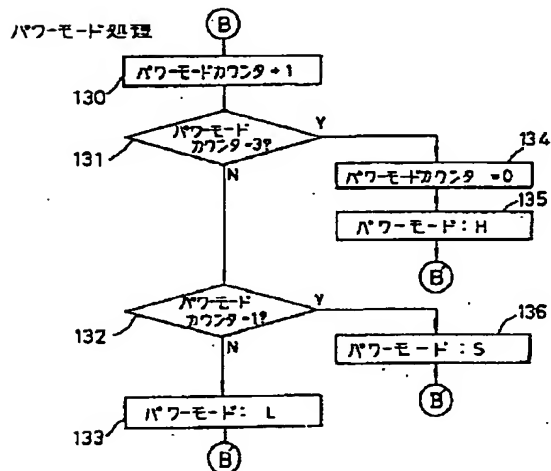 パワーモード処理
B
パワーモードカウンタ+1
130
パワーモード
カウンタ=3?
Y
131
N
134
パワーモードカウンタ =0
135
パワーモード:H
B
パワーモード
カウンタ=1?
Y
132
N
136
パワーモード:S
B
パワーモード: L
133
B